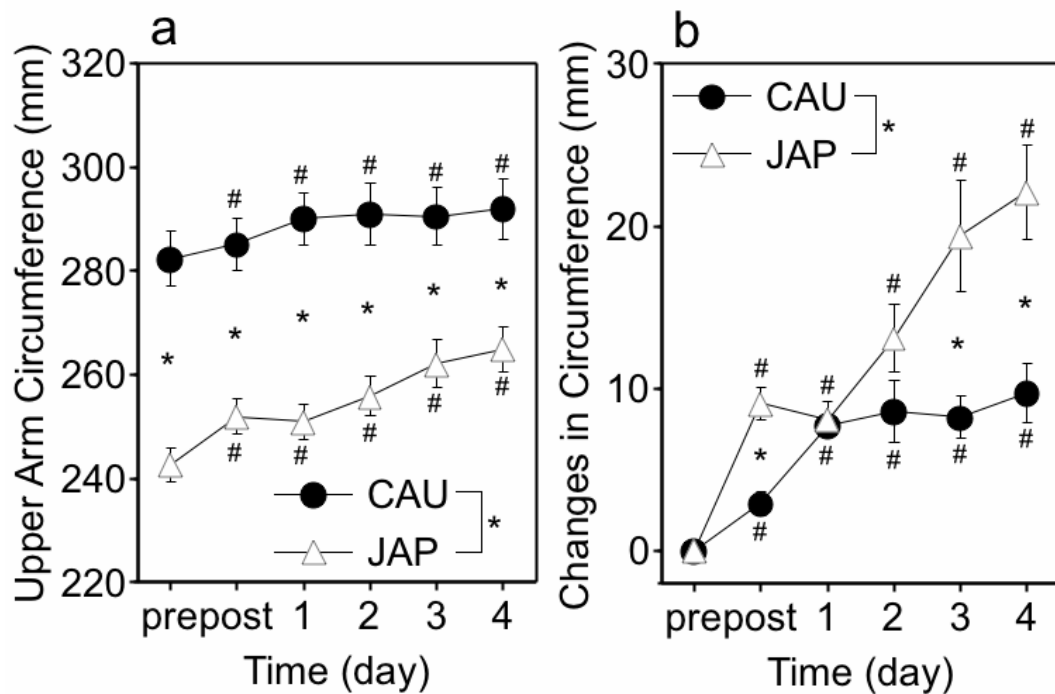 a
Upper Arm Circumference (mm)
320
300
280
260
240
220
# # # # #
* * * * * *
# # # # #
CAU
JAP
*
prepost 1 2 3 4
Time (day)
b
Changes in Circumference (mm)
30
20
10
0
CAU
JAP
*
# # # # #
* * *
# # # # #
prepost 1 2 3 4
Time (day)